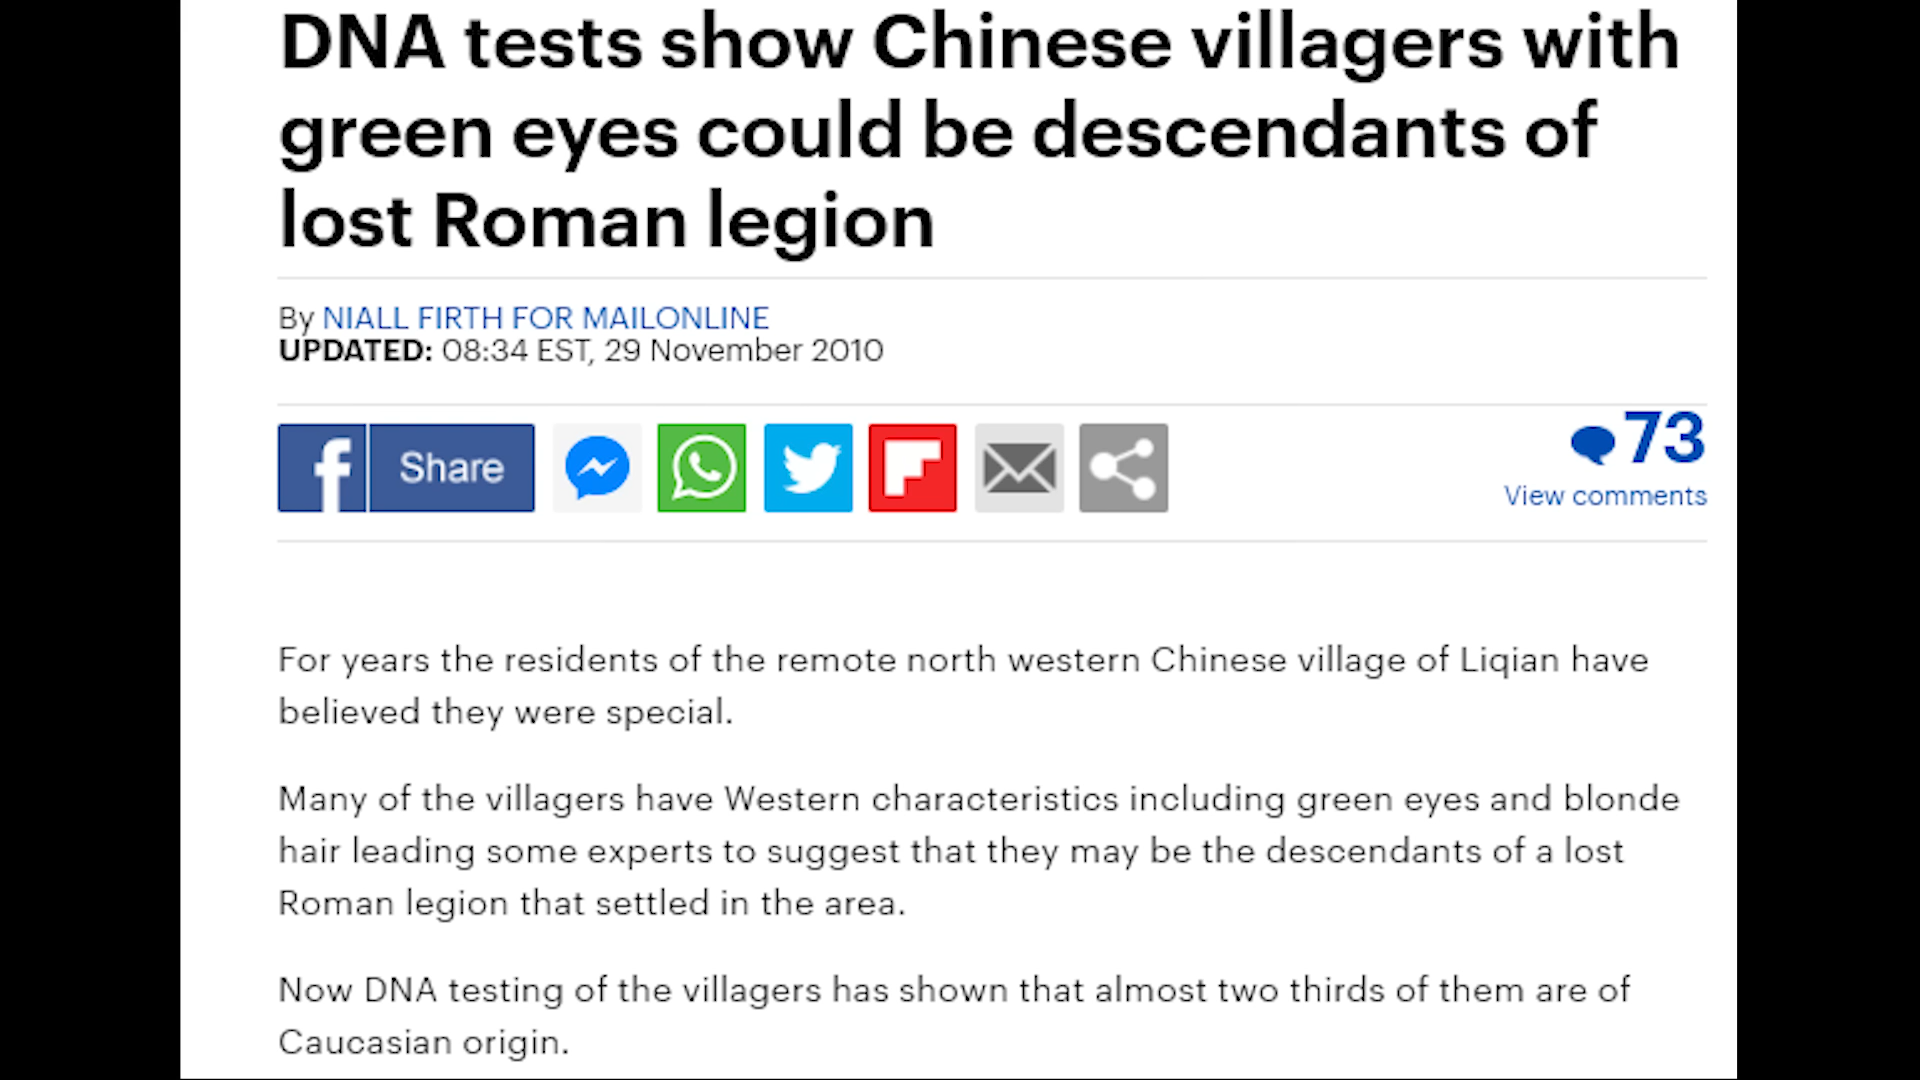 DNA tests show Chinese villagers with
green eyes could be descendants of
lost Roman legion
By NIALL FIRTH FOR MAILONLINE
UPDATED: 08:34 EST, 29 November 2010
f Share
73
View comments
For years the residents of the remote north western Chinese village of Liqian have
believed they were special.
Many of the villagers have Western characteristics including green eyes and blonde
hair leading some experts to suggest that they may be the descendants of a lost
Roman legion that settled in the area.
Now DNA testing of the villagers has shown that almost two thirds of them are of
Caucasian origin.